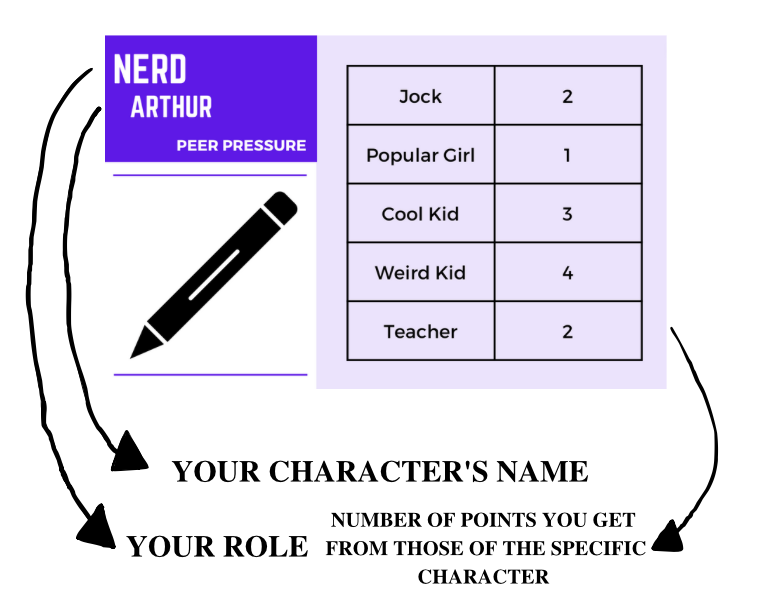 NERD
ARTHUR
PEER PRESSURE
Jock 2
Popular Girl 1
Cool Kid 3
Weird Kid 4
Teacher 2
YOUR CHARACTER'S NAME
YOUR ROLE
NUMBER OF POINTS YOU GET
FROM THOSE OF THE SPECIFIC
CHARACTER